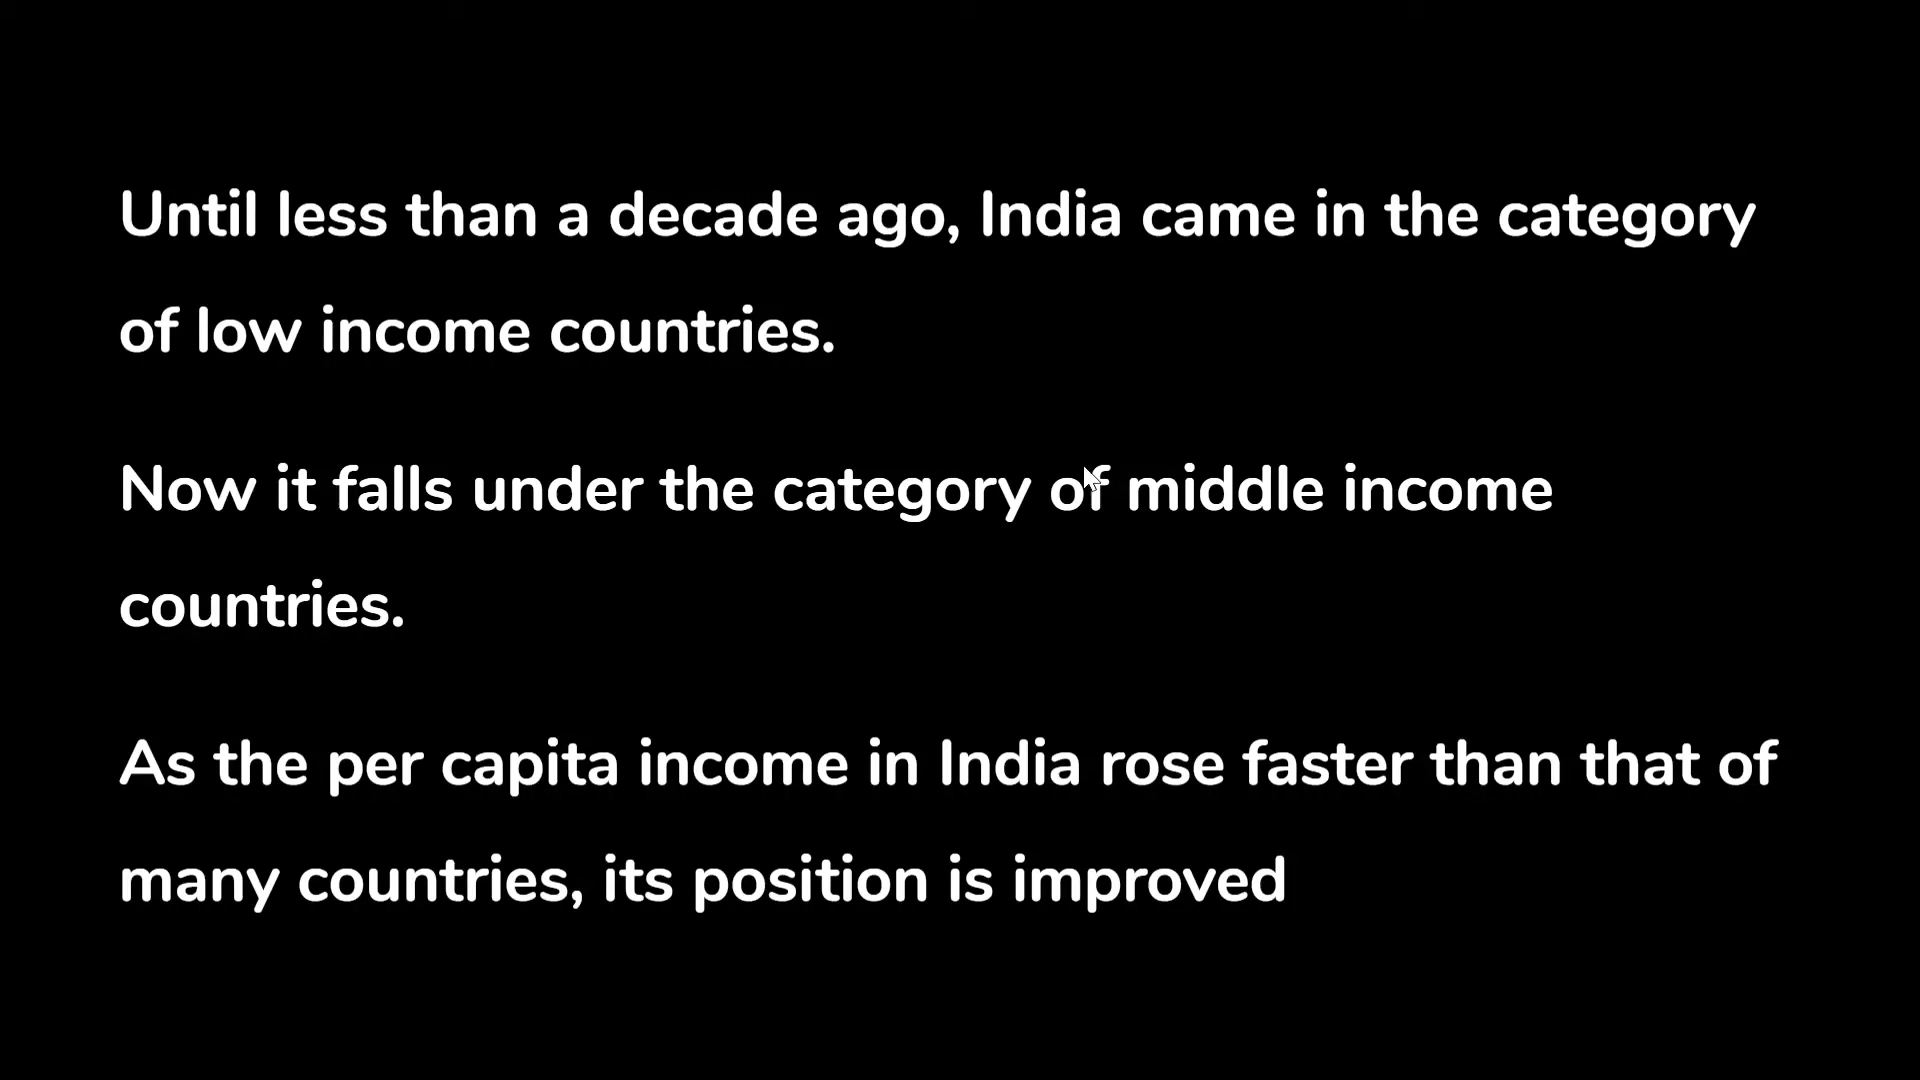 Until less than a decade ago, India came in the category
of low income countries.
Now it falls under the category of middle income
countries.
As the per capita income in India rose faster than that of
many countries, its position is improved